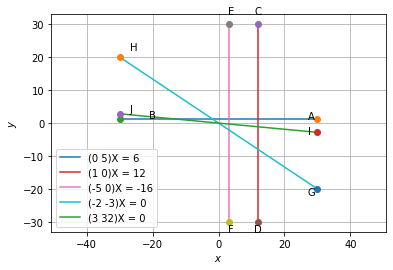 E
C
H
J
B
A
I
G
F
D
30
20
10
0
−10
−20
−30
y
−40
−20
0
20
40
x
(0 5)X = 6
(1 0)X = 12
(-5 0)X = -16
(-2 -3)X = 0
(3 32)X = 0